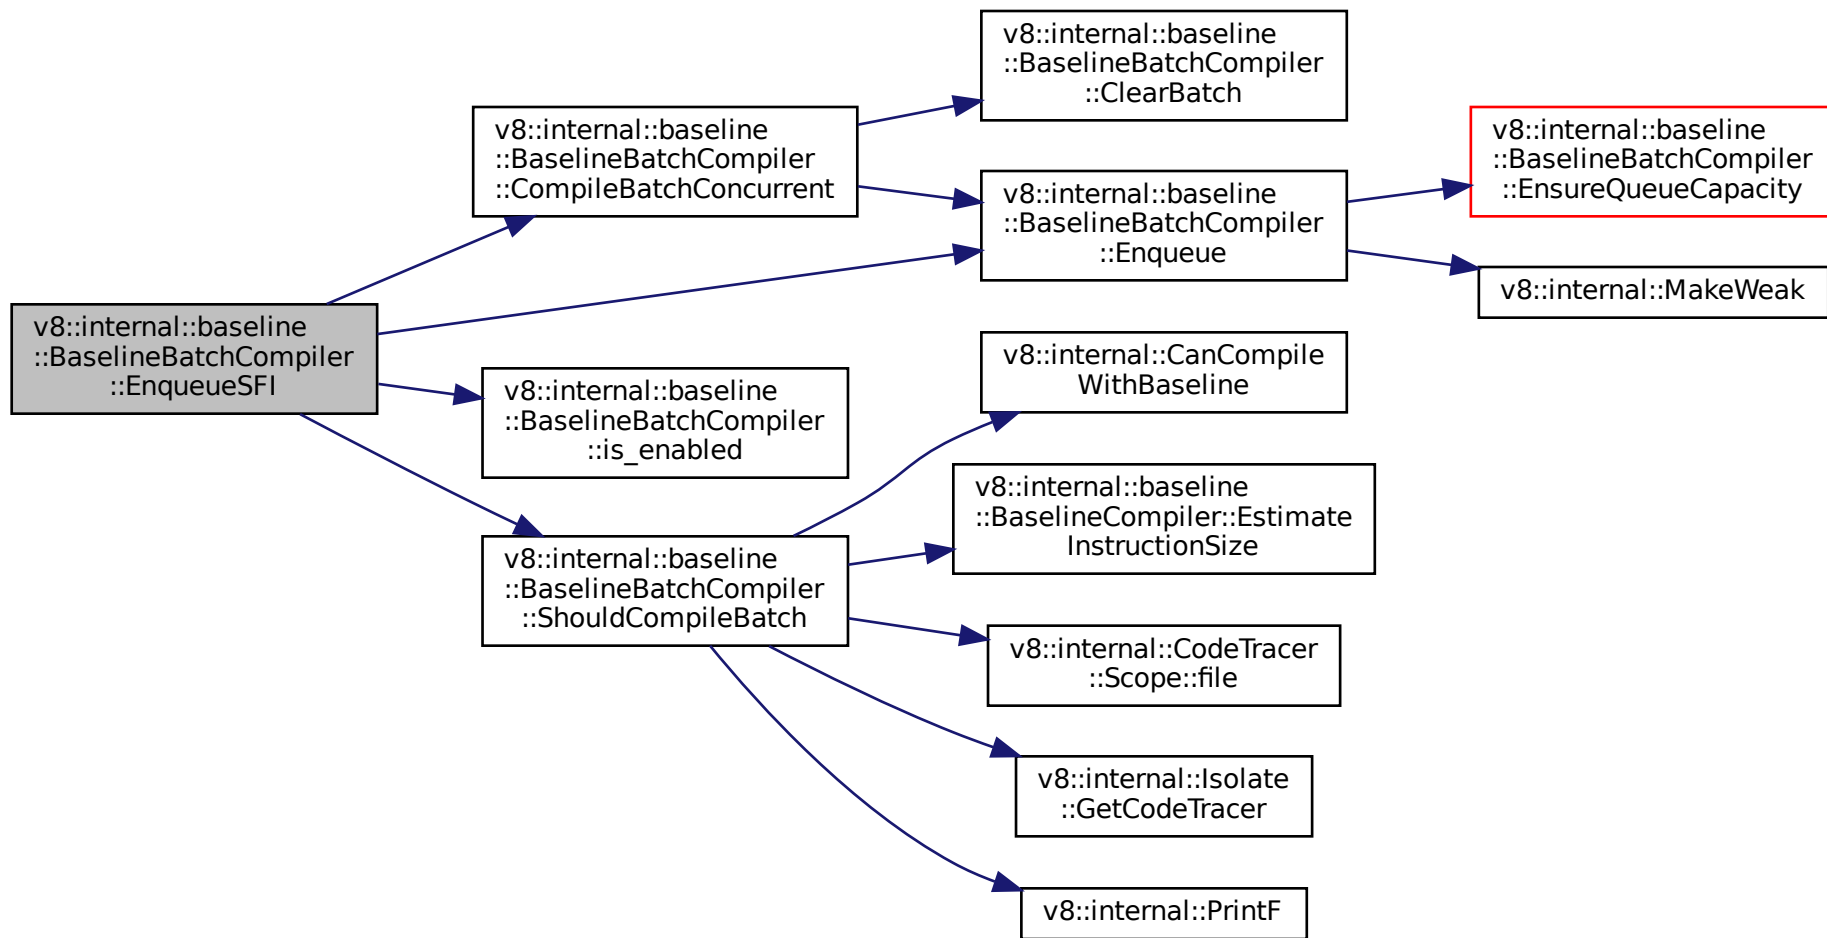 v8::internal::baseline
::BaselineBatchCompiler
::EnqueueSFI
v8::internal::baseline
::BaselineBatchCompiler
::CompileBatchConcurrent
v8::internal::baseline
::BaselineBatchCompiler
::ClearBatch
v8::internal::baseline
::BaselineBatchCompiler
::Enqueue
v8::internal::baseline
::BaselineBatchCompiler
::EnsureQueueCapacity
v8::internal::MakeWeak
v8::internal::baseline
::BaselineBatchCompiler
::is_enabled
v8::internal::baseline
::BaselineBatchCompiler
::ShouldCompileBatch
v8::internal::CanCompile
WithBaseline
v8::internal::baseline
::BaselineCompiler::Estimate
InstructionSize
v8::internal::CodeTracer
::Scope::file
v8::internal::Isolate
::GetCodeTracer
v8::internal::PrintF